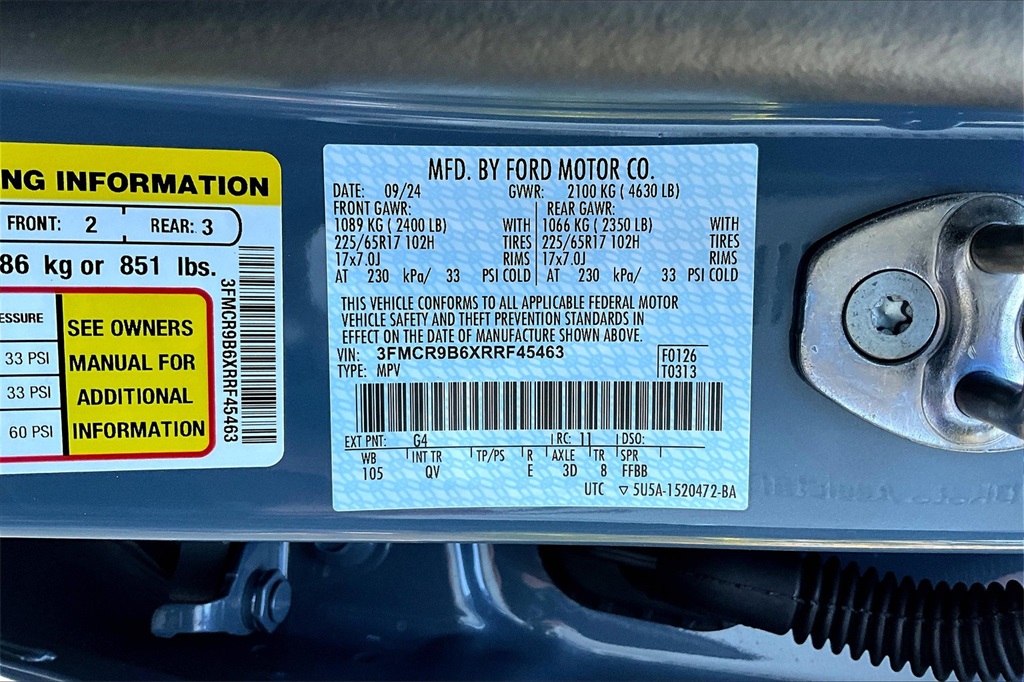 NG INFORMATION
FRONT: 2 REAR: 3
86 kg or 851 lbs.
3FMCR9B6XRRF45463
ESSURE
33 PSI
33 PSI
60 PSI
SEE OWNERS
MANUAL FOR
ADDITIONAL
INFORMATION
MFD. BY FORD MOTOR CO.
DATE: 09/24 GVWR: 2100 KG ( 4630 LB)
FRONT GAWR: REAR GAWR:
1089 KG ( 2400 LB) WITH 1066 KG ( 2350 LB) WITH
225/65R17 102H TIRES 225/65R17 102H TIRES
17x7.0J RIMS 17x7.0J RIMS
AT 230 kPa/ 33 PSI COLD AT 230 kPa/ 33 PSI COLD
THIS VEHICLE CONFORMS TO ALL APPLICABLE FEDERAL MOTOR
VEHICLE SAFETY AND THEFT PREVENTION STANDARDS IN
EFFECT ON THE DATE OF MANUFACTURE SHOWN ABOVE.
VIN: 3FMCR9B6XRRF45463 F0126
TYPE: MPV T0313
EXT PNT: G4 RC: 11 DSO:
WB INT TR TP/PS R AXLE TR SPR
105 QV E 3D 8 FFBB
UTC ▽ 5U5A-1520472-BA